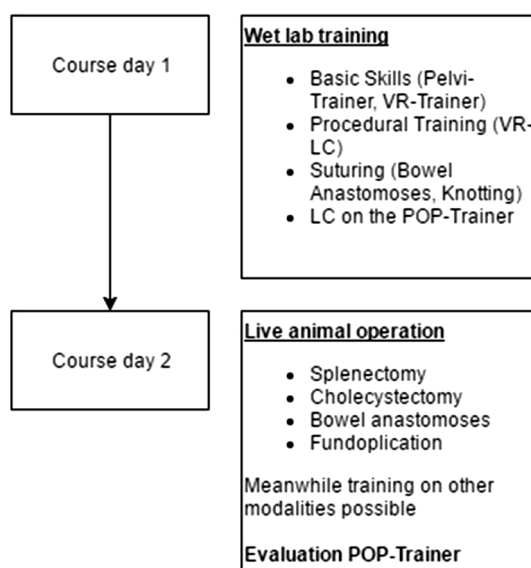 Course day 1
Wet lab training
• Basic Skills (Pelvi-
Trainer, VR-Trainer)
• Procedural Training (VR-
LC)
• Suturing (Bowel
Anastomoses, Knotting)
• LC on the POP-Trainer
Course day 2
Live animal operation
• Splenectomy
• Cholecystectomy
• Bowel anastomoses
• Fundoplication
Meanwhile training on other
modalities possible
Evaluation POP-Trainer